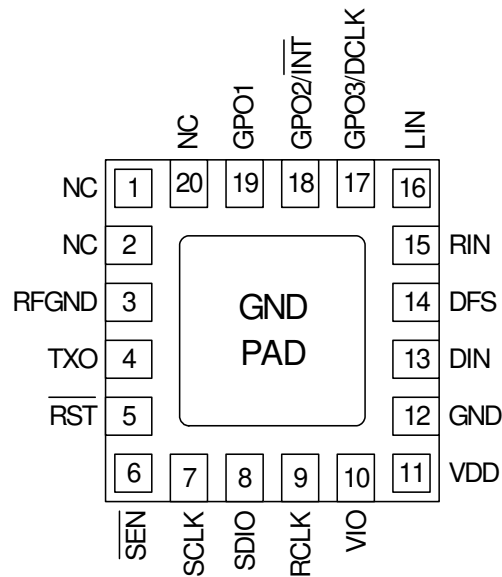 NC
GPO1
GPO2/INT
GPO3/DCLK
LIN
NC 1 20 19 18 17 16
NC 2 15 RIN
RFGND 3 GND 14 DFS
TXO 4 PAD 13 DIN
RST 5 12 GND
6 7 8 9 10 11 VDD
SEN
SCLK
SDIO
RCLK
VIO